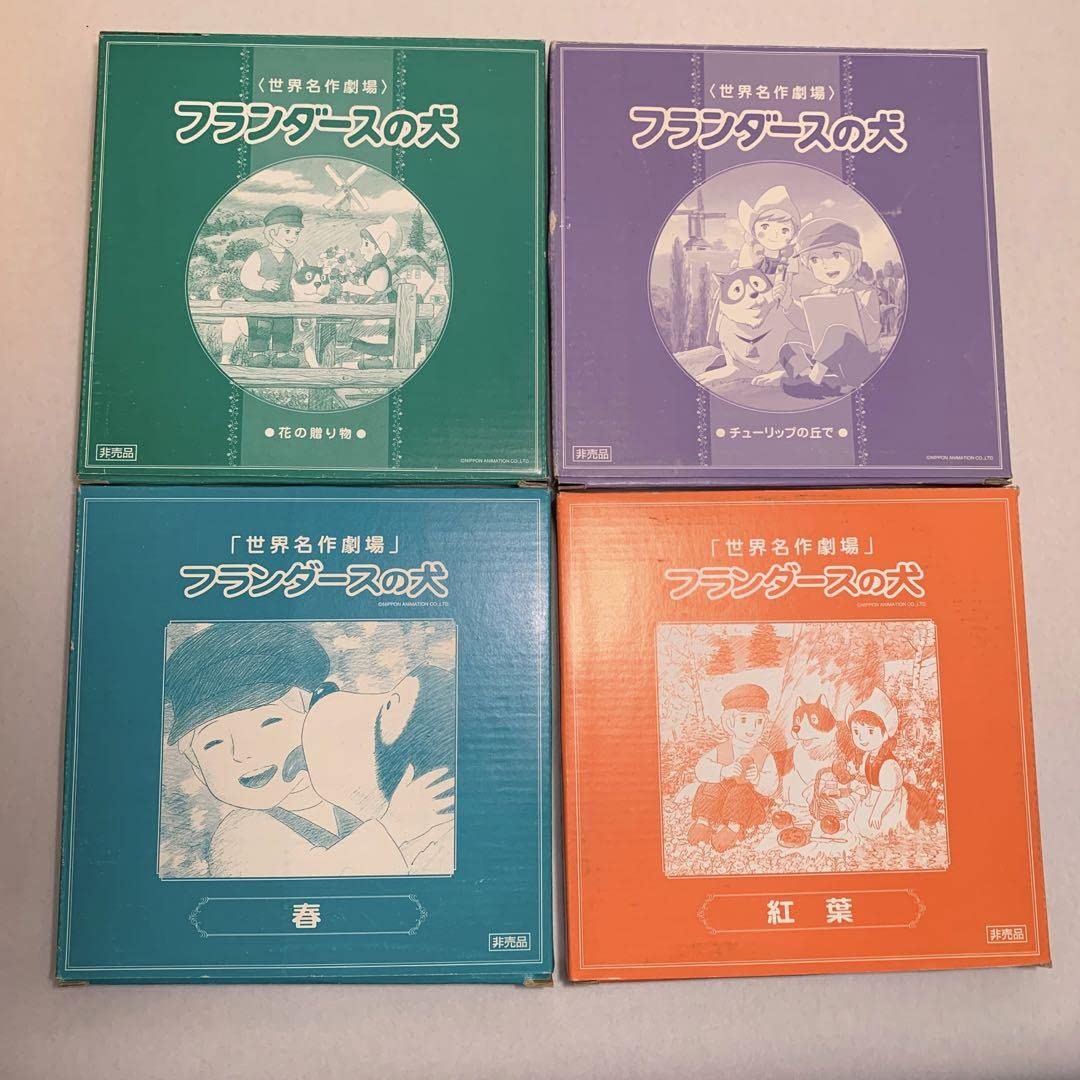 〈世界名作劇場〉
フランダースの犬
●花の贈り物●
非売品
©NIPPON ANIMATION CO.,LTD
〈世界名作劇場〉
フランダースの犬
●チューリップの丘で●
非売品
©NIPPON ANIMATION CO.,LTD
「世界名作劇場」
フランダースの犬
©NIPPON ANIMATION CO.,LTD
春
非売品
「世界名作劇場」
フランダースの犬
©NIPPON ANIMATION CO.,LTD
紅葉
非売品